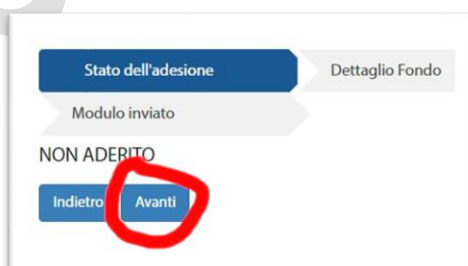 Stato dell'adesione Dettaglio Fondo
Modulo inviato
NON ADERITO
Indietro Avanti